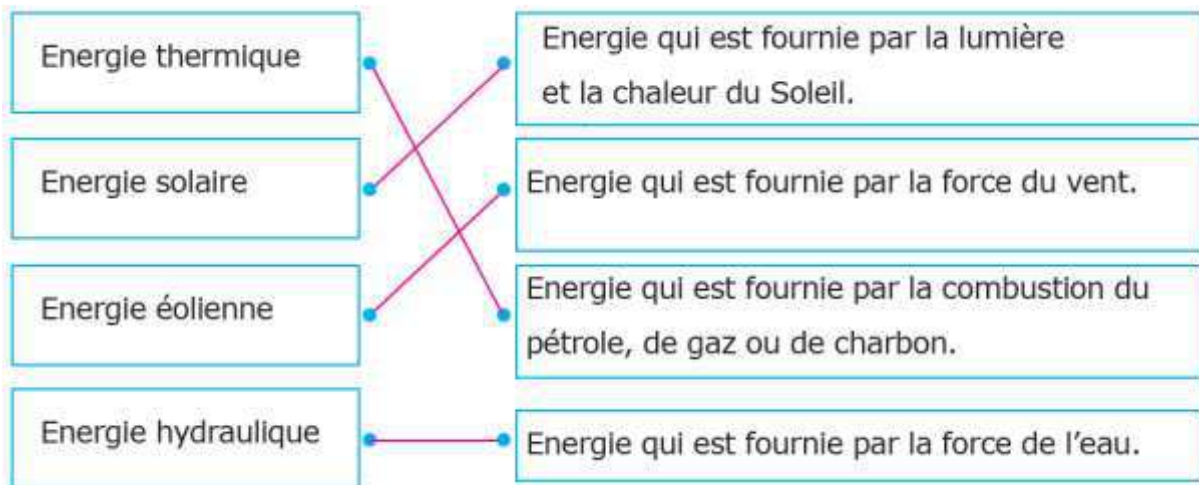 Energie thermique
Energie qui est fournie par la lumière
et la chaleur du Soleil.
Energie solaire
Energie qui est fournie par la force du vent.
Energie éolienne
Energie qui est fournie par la combustion du
pétrole, de gaz ou de charbon.
Energie hydraulique
Energie qui est fournie par la force de l’eau.